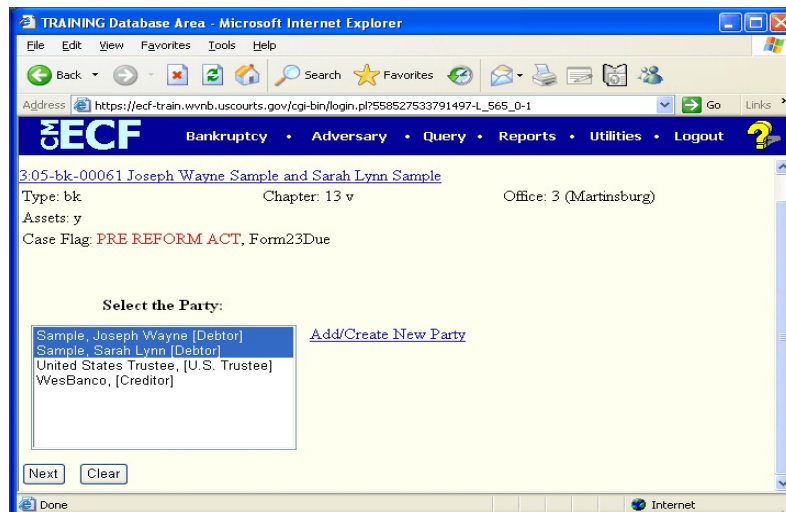 TRAINING Database Area - Microsoft Internet Explorer
File Edit View Favorites Tools Help
Back Search Favorites
Address https://ecf-train.wvnb.uscourts.gov/cgi-bin/login.pl?558527533791497-L_565_0-1 Go Links
CM ECF Bankruptcy • Adversary • Query • Reports • Utilities • Logout ?
3:05-bk-00061 Joseph Wayne Sample and Sarah Lynn Sample
Type: bk Chapter: 13 v Office: 3 (Martinsburg)
Assets: y
Case Flag: PRE REFORM ACT, Form23Due
Select the Party:
Sample, Joseph Wayne [Debtor] Add/Create New Party
Sample, Sarah Lynn [Debtor]
United States Trustee, [U.S. Trustee]
WesBanco, [Creditor]
Next Clear
Done Internet